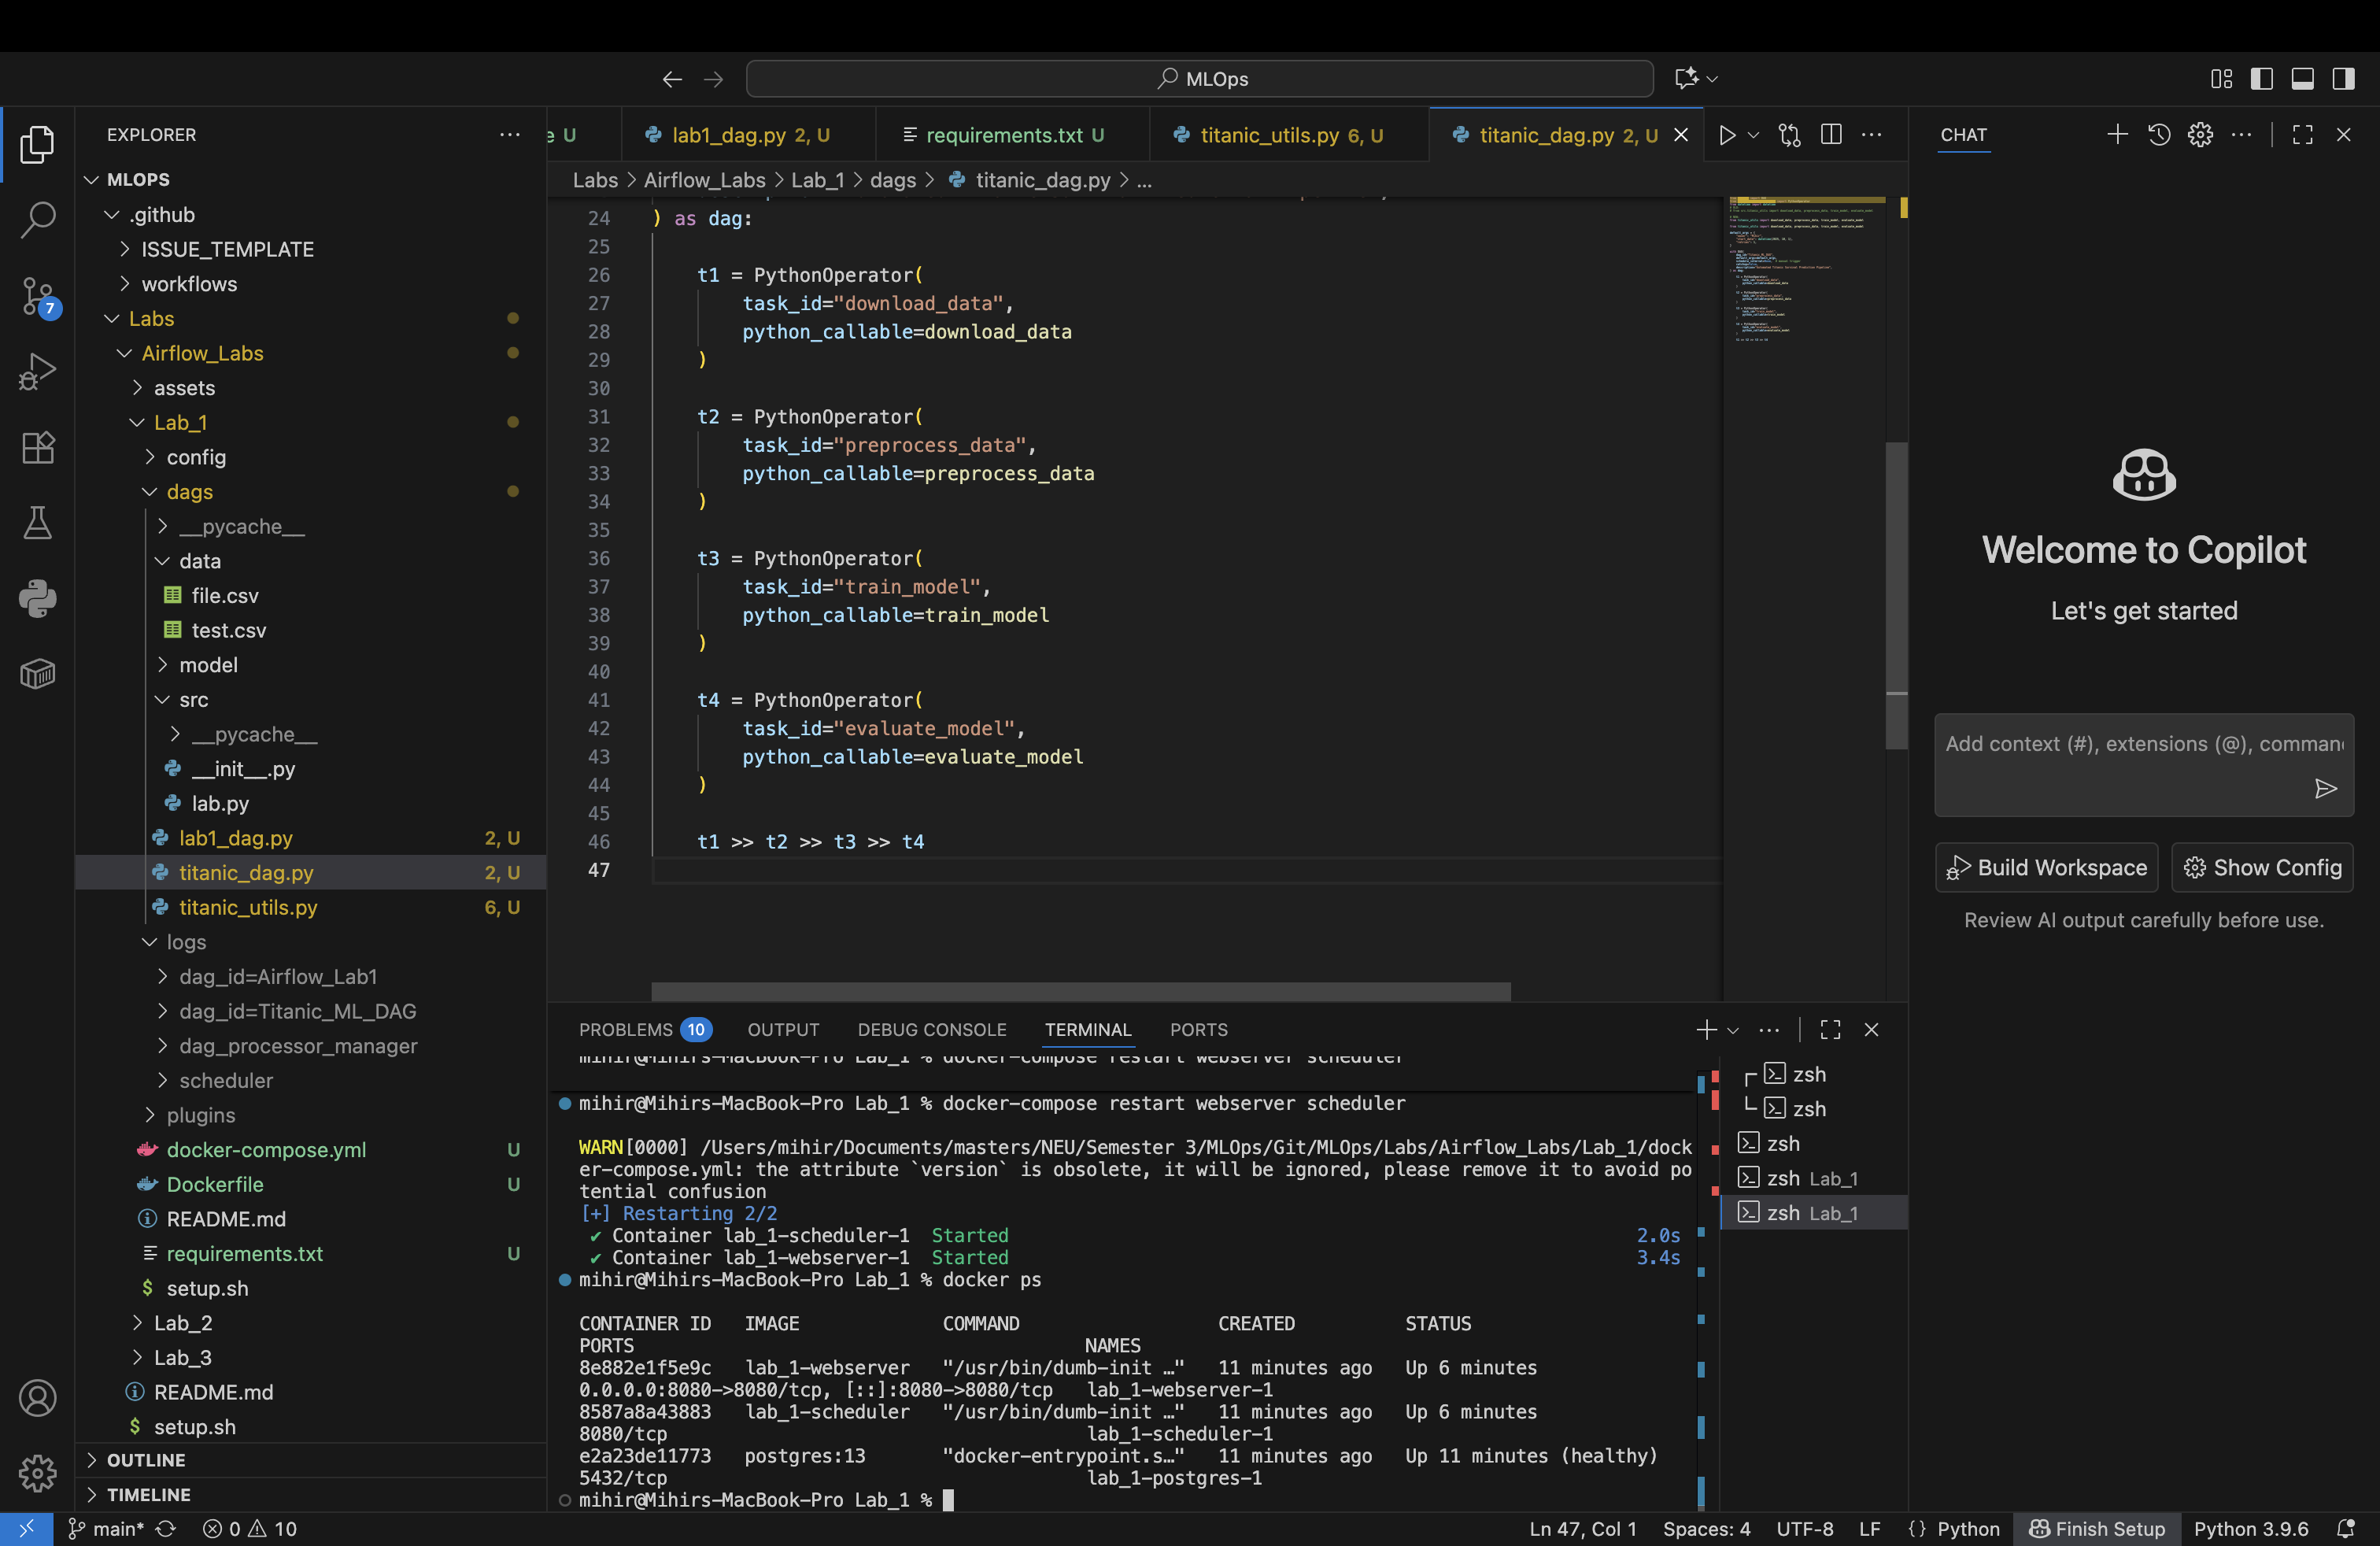 MLOps
EXPLORER
MLOPS
.github
ISSUE_TEMPLATE
workflows
Labs
Airflow_Labs
assets
Lab_1
config
dags
__pycache__
data
file.csv
test.csv
model
src
__pycache__
__init__.py
lab.py
lab1_dag.py 2, U
titanic_dag.py 2, U
titanic_utils.py 6, U
logs
dag_id=Airflow_Lab1
dag_id=Titanic_ML_DAG
dag_processor_manager
scheduler
plugins
docker-compose.yml U
Dockerfile U
README.md
requirements.txt U
$ setup.sh
Lab_2
Lab_3
README.md
$ setup.sh
OUTLINE
TIMELINE
7
e U
lab1_dag.py 2, U
requirements.txt U
titanic_utils.py 6, U
titanic_dag.py 2, U
Labs > Airflow_Labs > Lab_1 > dags > titanic_dag.py > ...
24 ) as dag:
25
26 t1 = PythonOperator(
27 task_id="download_data",
28 python_callable=download_data
29 )
30
31 t2 = PythonOperator(
32 task_id="preprocess_data",
33 python_callable=preprocess_data
34 )
35
36 t3 = PythonOperator(
37 task_id="train_model",
38 python_callable=train_model
39 )
40
41 t4 = PythonOperator(
42 task_id="evaluate_model",
43 python_callable=evaluate_model
44 )
45
46 t1 >> t2 >> t3 >> t4
47
PROBLEMS 10 OUTPUT DEBUG CONSOLE TERMINAL PORTS
mihir@Mihirs-MacBook-Pro Lab_1 % docker-compose restart webserver scheduler
mihir@Mihirs-MacBook-Pro Lab_1 % docker-compose restart webserver scheduler
WARN[0000] /Users/mihir/Documents/masters/NEU/Semester 3/MLOps/Git/MLOps/Labs/Airflow_Labs/Lab_1/dock
er-compose.yml: the attribute `version` is obsolete, it will be ignored, please remove it to avoid po
tential confusion
[+] Restarting 2/2
✔ Container lab_1-scheduler-1 Started 2.0s
✔ Container lab_1-webserver-1 Started 3.4s
mihir@Mihirs-MacBook-Pro Lab_1 % docker ps
CONTAINER ID IMAGE COMMAND CREATED STATUS
PORTS NAMES
8e882e1f5e9c lab_1-webserver "/usr/bin/dumb-init …" 11 minutes ago Up 6 minutes
0.0.0.0:8080->8080/tcp, [::]:8080->8080/tcp lab_1-webserver-1
8587a8a43883 lab_1-scheduler "/usr/bin/dumb-init …" 11 minutes ago Up 6 minutes
8080/tcp lab_1-scheduler-1
e2a23de11773 postgres:13 "docker-entrypoint.s…" 11 minutes ago Up 11 minutes (healthy)
5432/tcp lab_1-postgres-1
mihir@Mihirs-MacBook-Pro Lab_1 %
zsh
zsh
zsh
zsh Lab_1
zsh Lab_1
CHAT
Welcome to Copilot
Let's get started
Add context (#), extensions (@), comman
Build Workspace
Show Config
Review AI output carefully before use.
main* 0 10
Ln 47, Col 1 Spaces: 4 UTF-8 LF {} Python Finish Setup Python 3.9.6